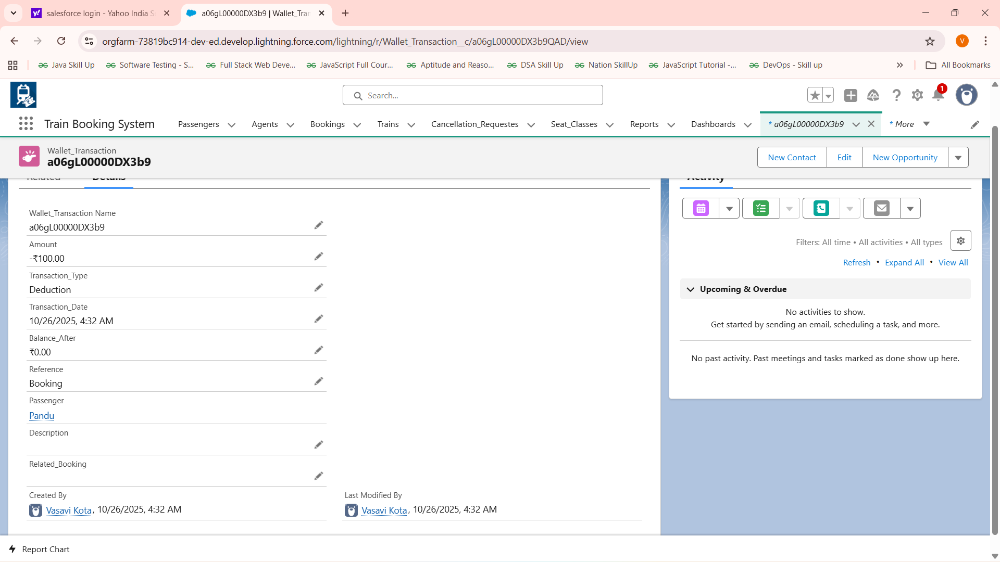 salesforce login - Yahoo India S
a06gL00000DX3b9 | Wallet_Tran
orgfarm-73819bc914-dev-ed.develop.lightning.force.com/lightning/r/Wallet_Transaction__c/a06gL00000DX3b9QAD/view
V
Java Skill Up
Software Testing - S...
Full Stack Web Deve...
JavaScript Full Cour...
Aptitude and Reaso...
DSA Skill Up
Nation SkillUp
JavaScript Tutorial -...
DevOps - Skill up
All Bookmarks
Search...
1
Train Booking System
Passengers
Agents
Bookings
Trains
Cancellation_Requestes
Seat_Classes
Reports
Dashboards
* a06gL00000DX3b9
* More
Wallet_Transaction
a06gL00000DX3b9
New Contact
Edit
New Opportunity
Related
Details
Activity
Wallet_Transaction Name
a06gL00000DX3b9
Amount
-₹100.00
Transaction_Type
Deduction
Transaction_Date
10/26/2025, 4:32 AM
Balance_After
₹0.00
Reference
Booking
Passenger
Pandu
Description
Related_Booking
Created By
Vasavi Kota, 10/26/2025, 4:32 AM
Last Modified By
Vasavi Kota, 10/26/2025, 4:32 AM
Filters: All time • All activities • All types
Refresh • Expand All • View All
Upcoming & Overdue
No activities to show.
Get started by sending an email, scheduling a task, and more.
No past activity. Past meetings and tasks marked as done show up here.
Report Chart